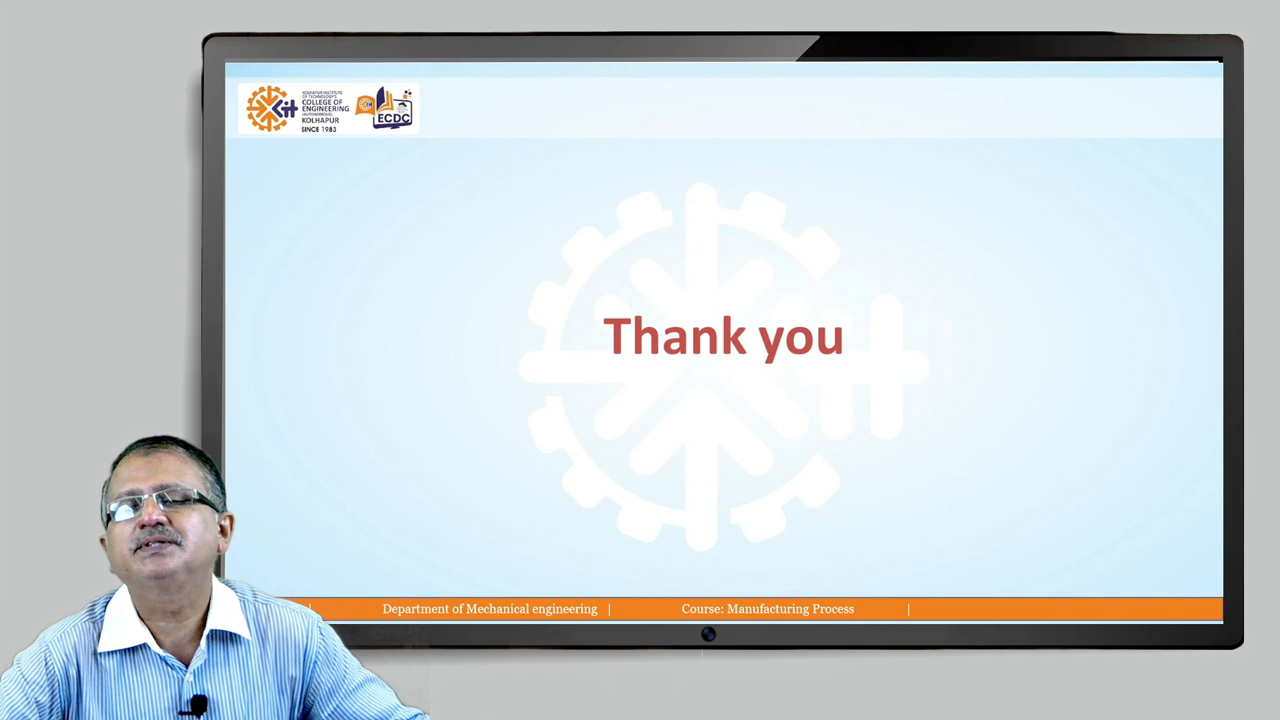 KOLHAPUR INSTITUTE
OF TECHNOLOGY'S
COLLEGE OF
ENGINEERING
(AUTONOMOUS),
KOLHAPUR
SINCE 1983
ECDC
Thank you
Department of Mechanical engineering |
Course: Manufacturing Process |